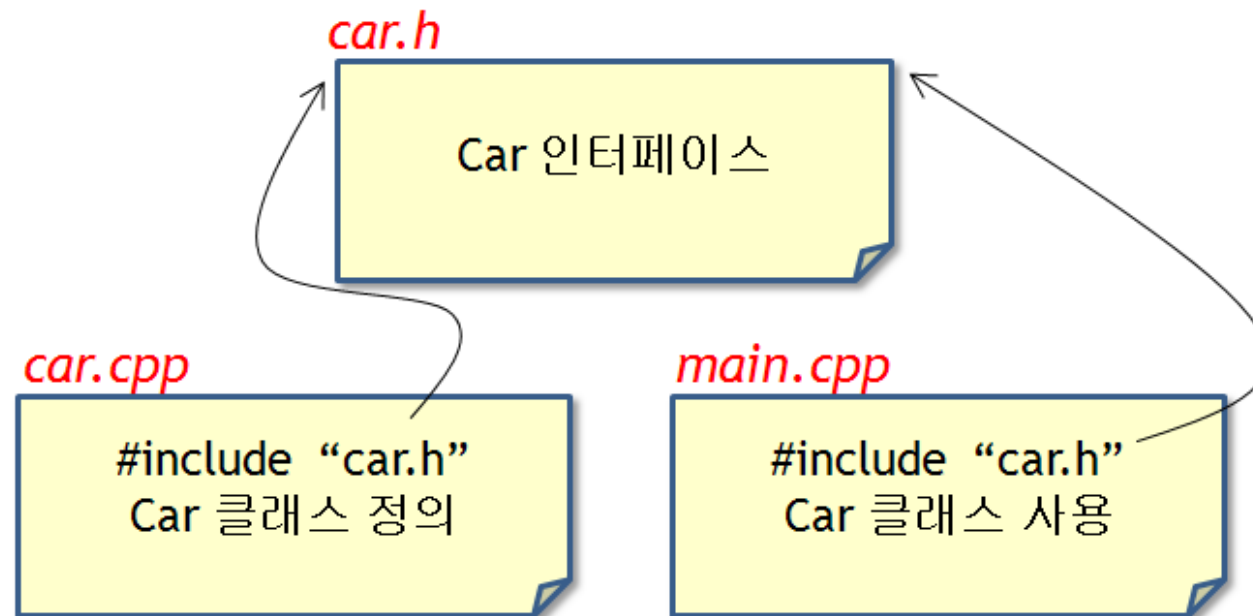 car.h
Car 인터페이스
car.cpp
#include “car.h”
Car 클래스 정의
main.cpp
#include “car.h”
Car 클래스 사용